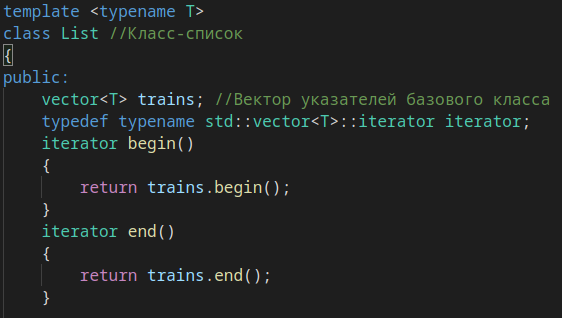 template <typename T>
class List //Класс-список
{
public:
    vector<T> trains; //Вектор указателей базового класса
    typedef typename std::vector<T>::iterator iterator;
    iterator begin()
    {
        return trains.begin();
    }
    iterator end()
    {
        return trains.end();
    }